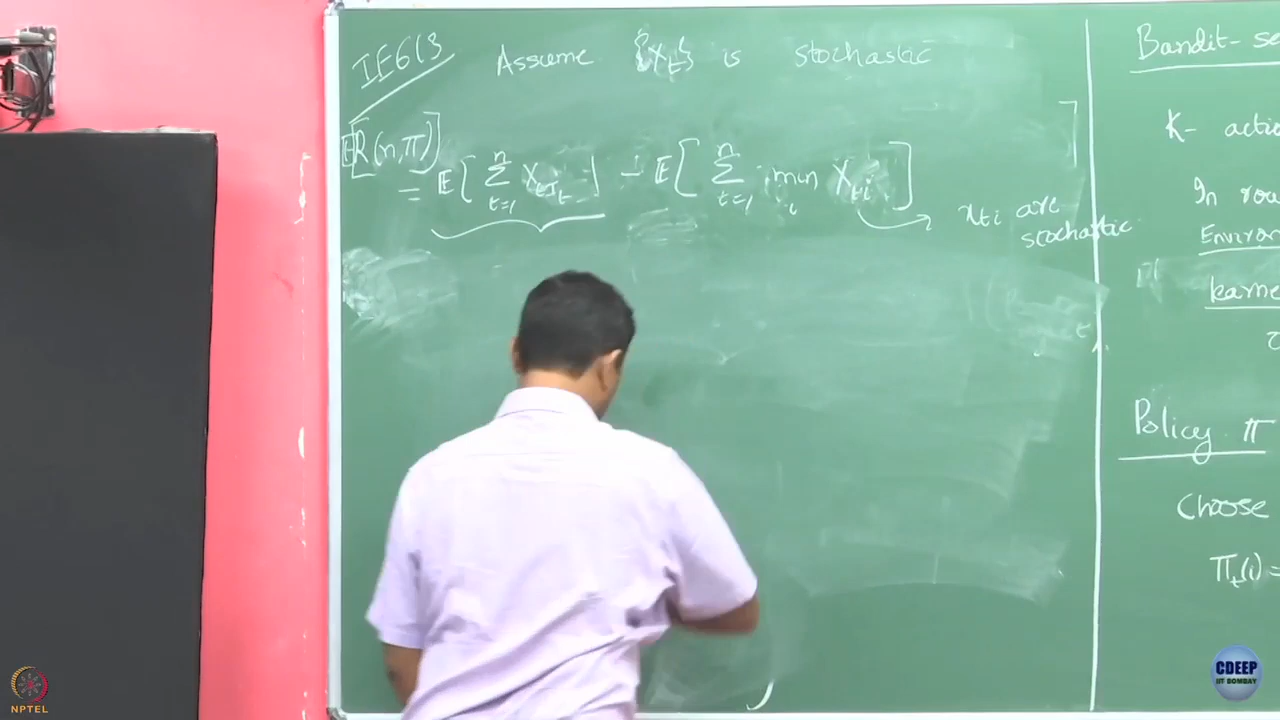 IE613
Assume {X_t} is stochastic
E[R(n,π)]
= E[ Σ_{t=1}^{n} X_{tI_t} ] - E[ Σ_{t=1}^{n} min_i X_{ti} ]
x_{ti} are
stochastic
Bandit-se
K- actio
In rou
Environ
Policy π
Choose
π_t(i) =
NPTEL
CDEEP
IIT BOMBAY